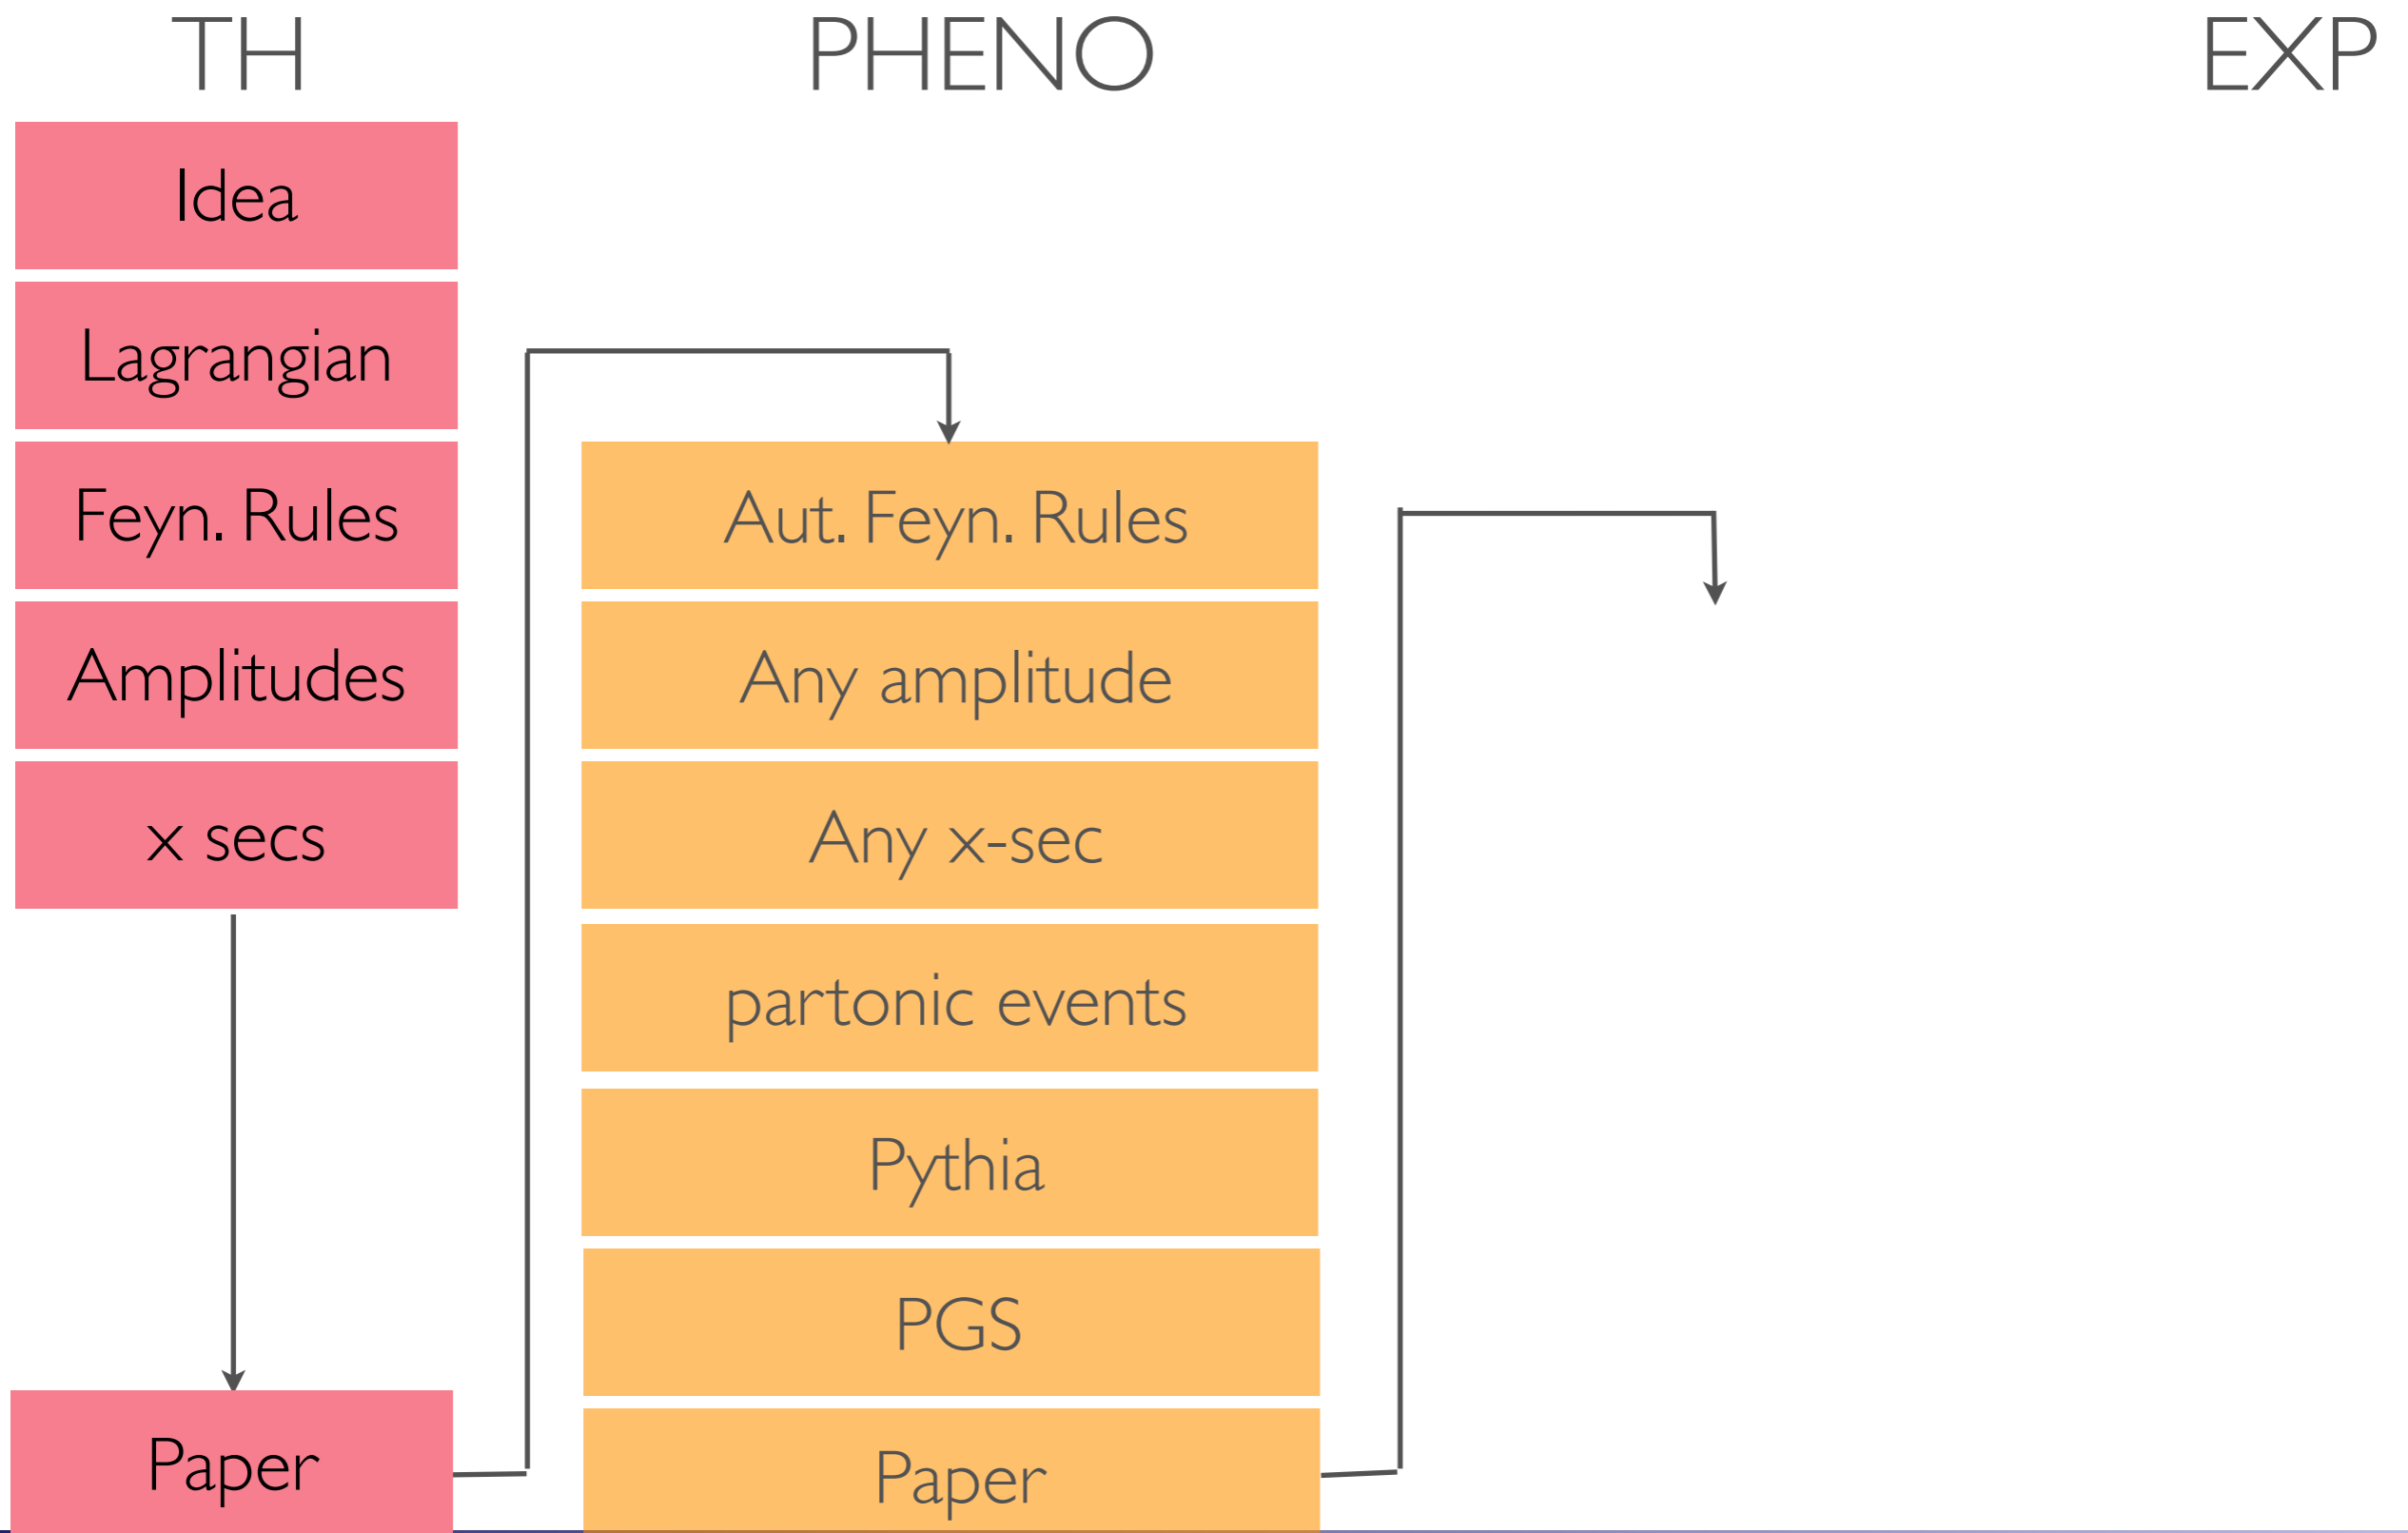 TH
PHENO
EXP
Idea
Lagrangian
Feyn. Rules
Amplitudes
x secs
Paper
Aut. Feyn. Rules
Any amplitude
Any x-sec
partonic events
Pythia
PGS
Paper